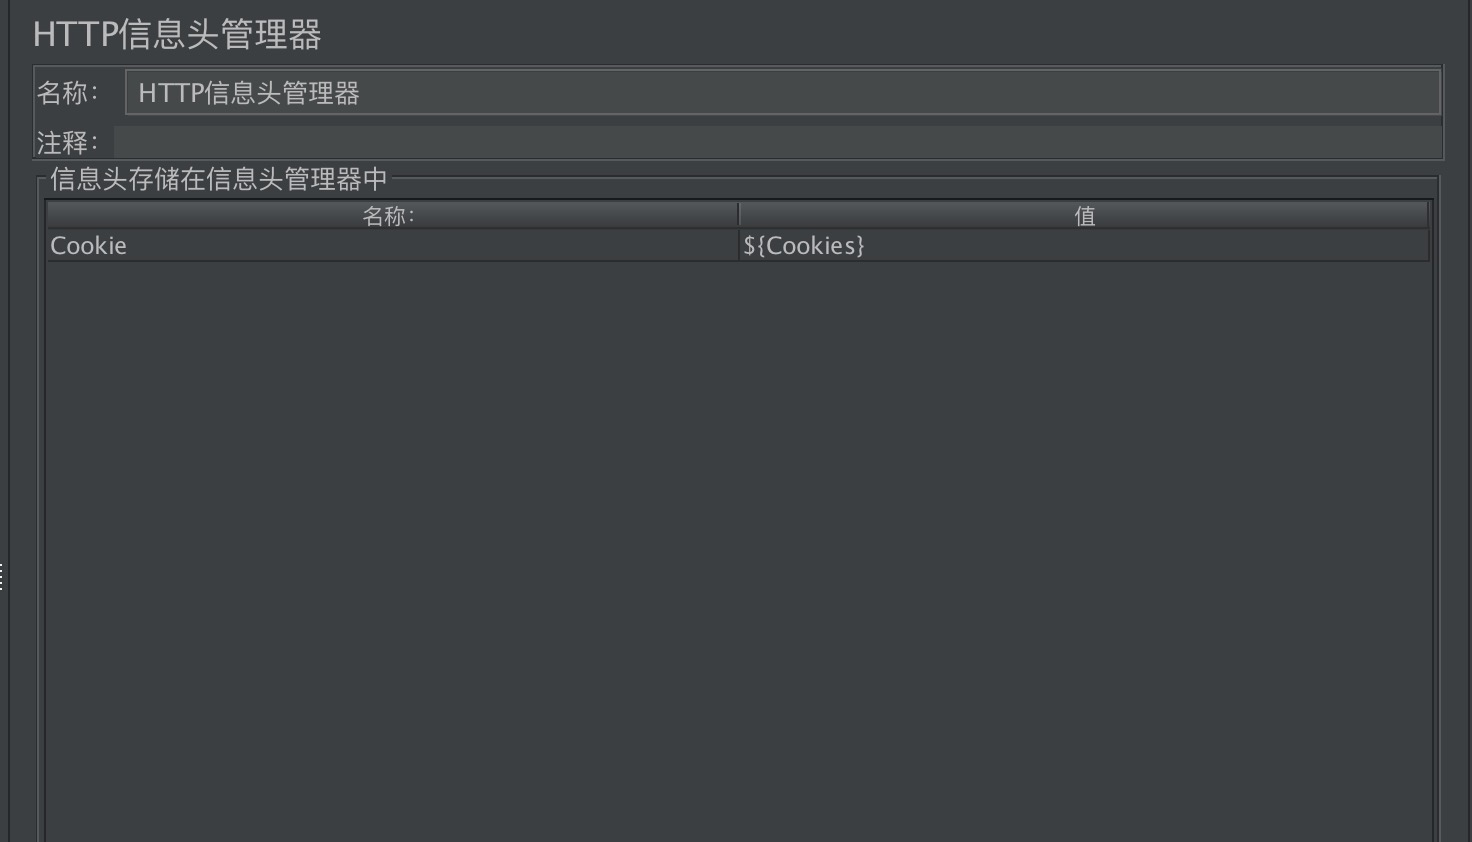 HTTP信息头管理器
名称： HTTP信息头管理器
注释：
信息头存储在信息头管理器中
名称： 值
Cookie ${Cookies}